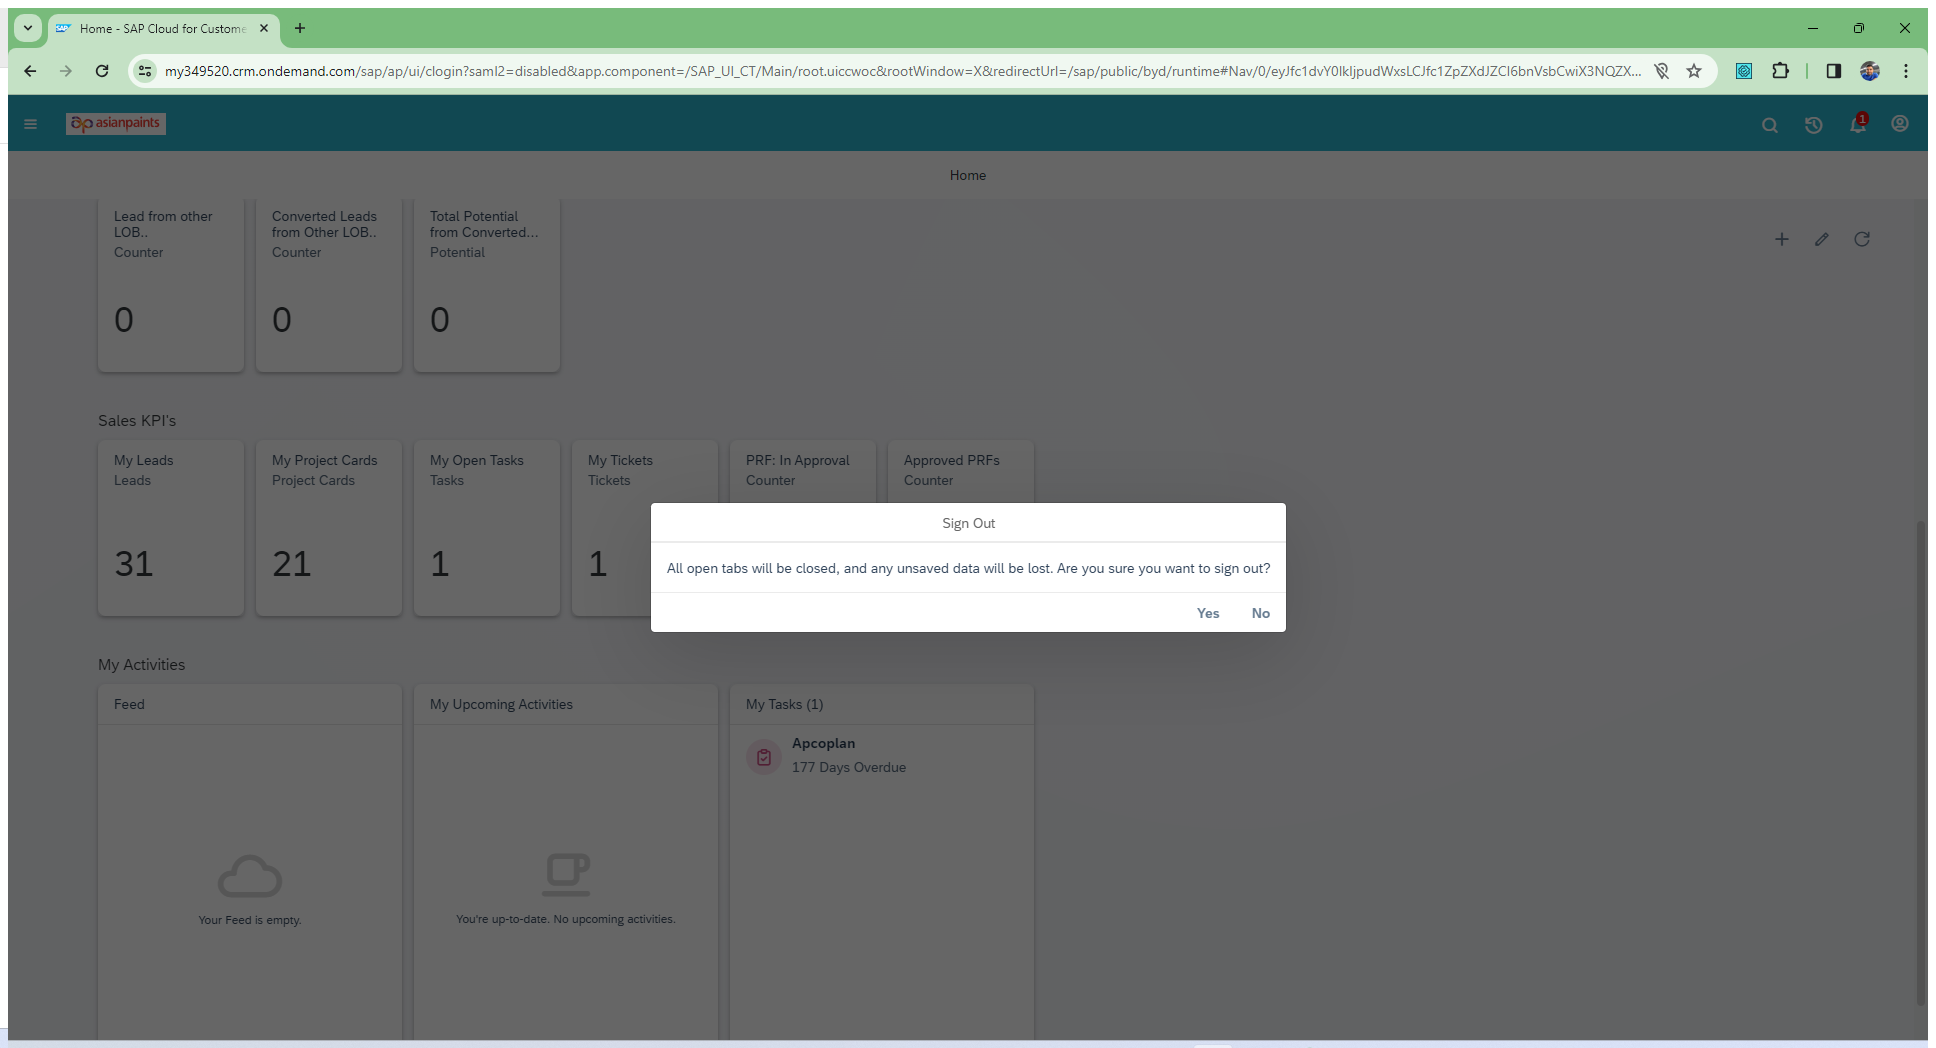 Home - SAP Cloud for Custome
my349520.crm.ondemand.com/sap/ap/ui/clogin?saml2=disabled&app.component=/SAP_UI_CT/Main/root.uiccwoc&rootWindow=X&redirectUrl=/sap/public/byd/runtime#Nav/0/eyJfc1dvY0lkIjpudWxsLCJfc1ZpZXdJZCI6bnVsbCwiX3NQZX...
asianpaints
1
Home
Lead from other LOB..
Counter
0
Converted Leads from Other LOB..
Counter
0
Total Potential from Converted...
Potential
0
Sales KPI's
My Leads
Leads
31
My Project Cards
Project Cards
21
My Open Tasks
Tasks
1
My Tickets
Tickets
1
PRF: In Approval
Counter
Approved PRFs
Counter
Sign Out
All open tabs will be closed, and any unsaved data will be lost. Are you sure you want to sign out?
Yes No
My Activities
Feed
Your Feed is empty.
My Upcoming Activities
You're up-to-date. No upcoming activities.
My Tasks (1)
Apcoplan
177 Days Overdue